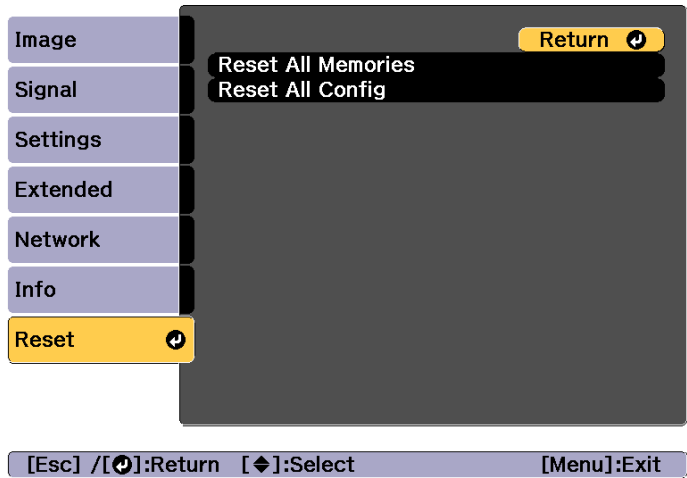 Image
Signal
Settings
Extended
Network
Info
Reset
Return
Reset All Memories
Reset All Config
[Esc] /[⏎]:Return [◆]:Select [Menu]:Exit